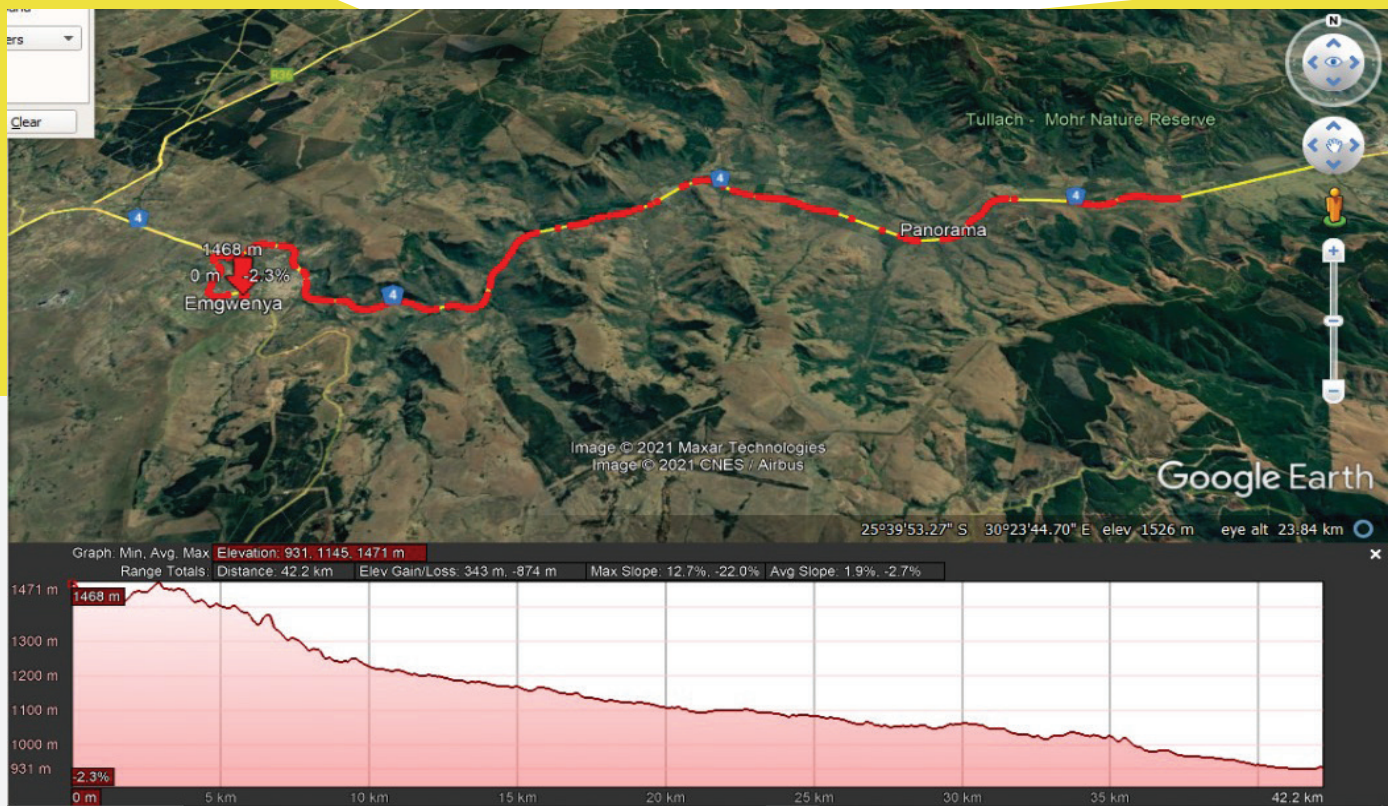 ers
Clear
N
R36
Tullach - Mohr Nature Reserve
4
4
4
4
Panorama
1468 m
0 m -2.3%
Emgwenya
Image © 2021 Maxar Technologies
Image © 2021 CNES / Airbus
Google Earth
25°39'53.27" S 30°23'44.70" E elev 1526 m eye alt 23.84 km
Graph: Min, Avg, Max Elevation: 931, 1145, 1471 m
Range Totals: Distance: 42.2 km Elev Gain/Loss: 343 m, -874 m Max Slope: 12.7%, -22.0% Avg Slope: 1.9%, -2.7%
1471 m
1468 m
1300 m
1200 m
1100 m
1000 m
931 m
-2.3%
0 m 5 km 10 km 15 km 20 km 25 km 30 km 35 km 42.2 km